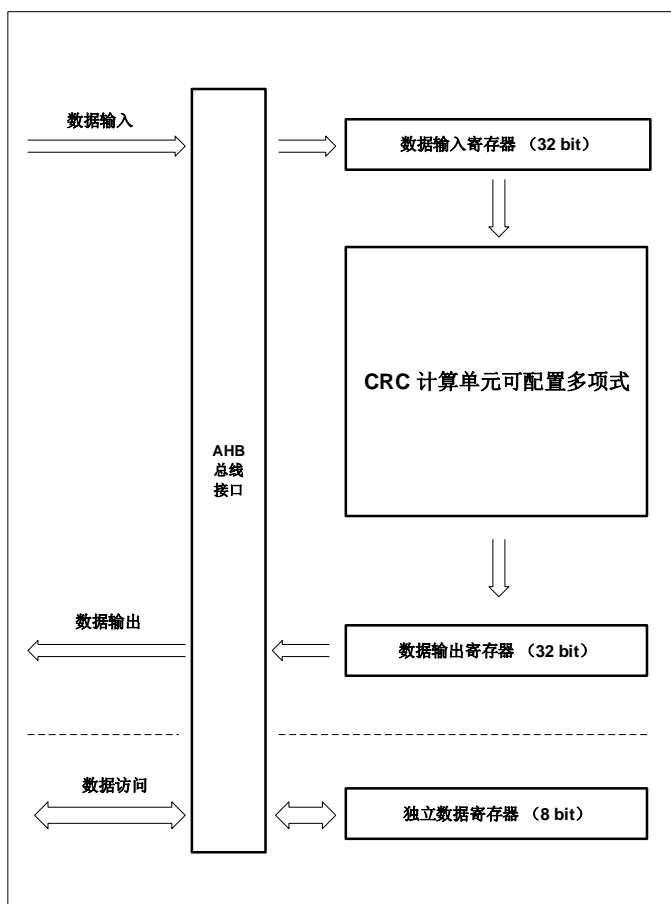 数据输入
数据输入寄存器 （32 bit）
CRC 计算单元可配置多项式
AHB
总线
接口
数据输出
数据输出寄存器 （32 bit）
数据访问
独立数据寄存器 （8 bit）